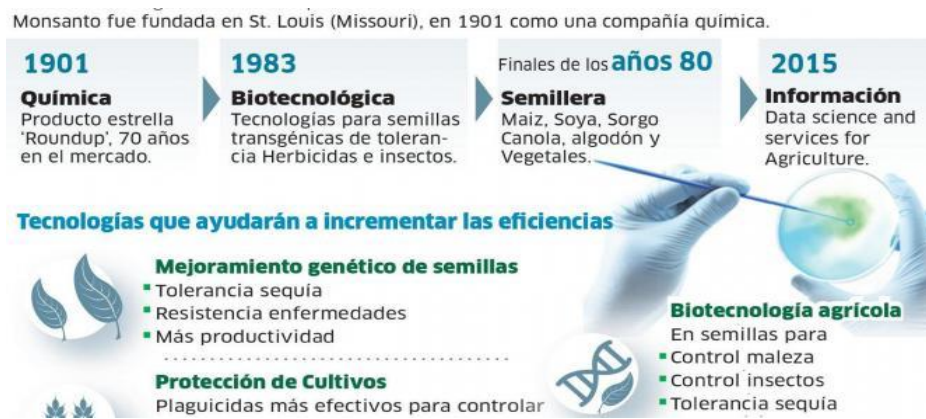 Monsanto fue fundada en St. Louis (Missouri), en 1901 como una compañía química.
1901
Química
Producto estrella
'Roundup', 70 años
en el mercado.
1983
Biotecnológica
Tecnologías para semillas
transgénicas de toleran-
cia Herbicidas e insectos.
Finales de los años 80
Semillera
Maiz, Soya, Sorgo
Canola, algodón y
Vegetales.
2015
Información
Data science and
services for
Agriculture.
Tecnologías que ayudarán a incrementar las eficiencias
Mejoramiento genético de semillas
Tolerancia sequía
Resistencia enfermedades
Más productividad
Protección de Cultivos
Plaguicidas más efectivos para controlar
Biotecnología agrícola
En semillas para
Control maleza
Control insectos
Tolerancia sequía